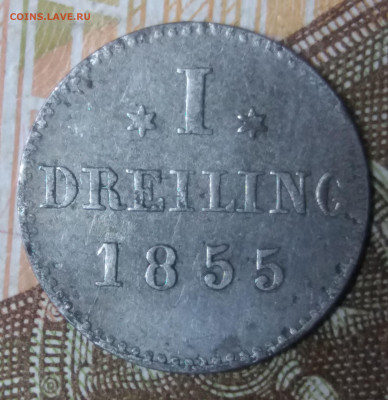 COINS.LAVE.RU
* I *
DREILING
1855